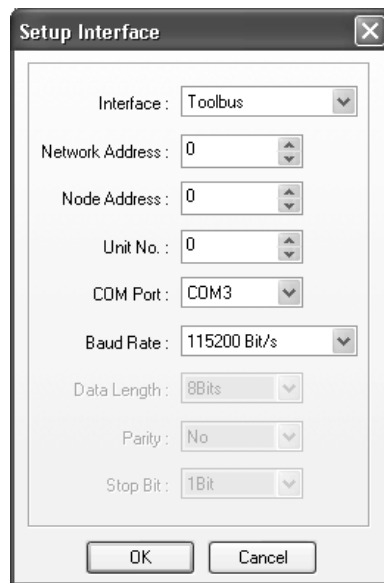 Setup Interface
Interface : Toolbus
Network Address : 0
Node Address : 0
Unit No. : 0
COM Port : COM3
Baud Rate : 115200 Bit/s
Data Length : 8Bits
Parity : No
Stop Bit : 1Bit
OK Cancel